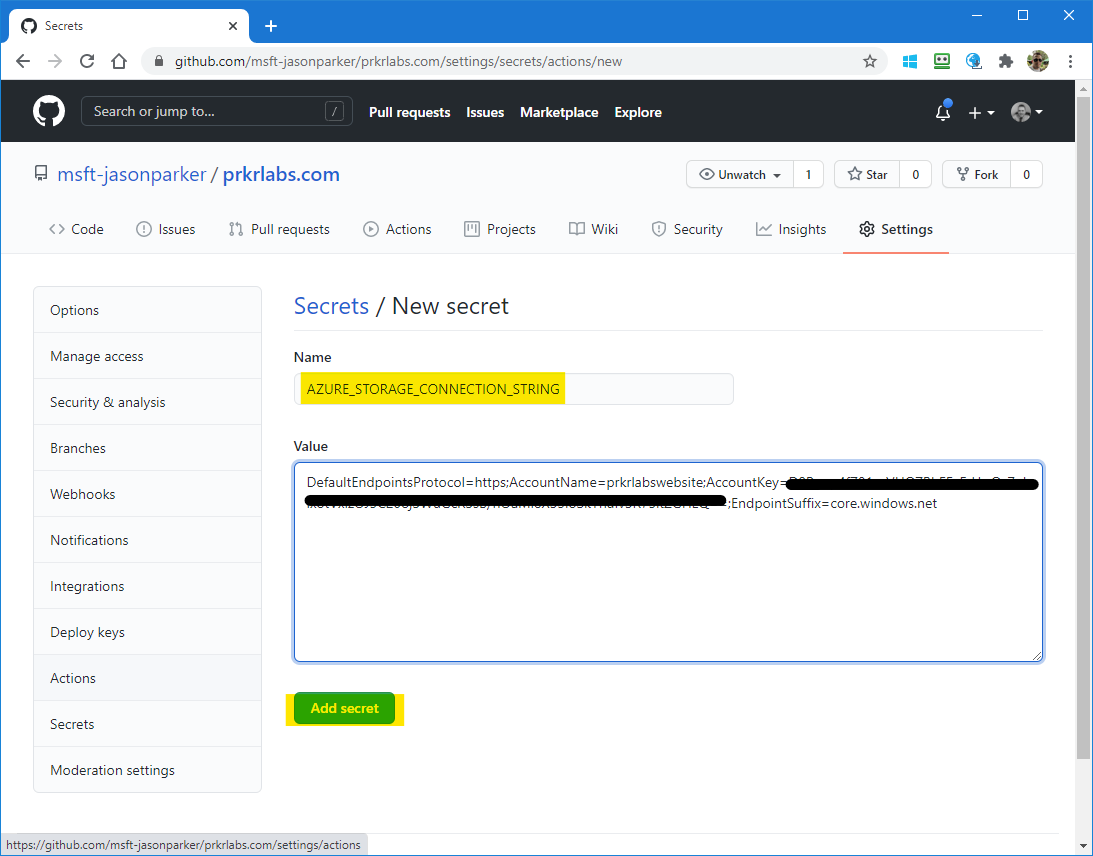 Secrets
github.com/msft-jasonparker/prkrlabs.com/settings/secrets/actions/new
Search or jump to... /
Pull requests Issues Marketplace Explore
msft-jasonparker / prkrlabs.com
Unwatch 1 Star 0 Fork 0
Code Issues Pull requests Actions Projects Wiki Security Insights Settings
Options
Manage access
Security & analysis
Branches
Webhooks
Notifications
Integrations
Deploy keys
Actions
Secrets
Moderation settings
Secrets / New secret
Name
AZURE_STORAGE_CONNECTION_STRING
Value
DefaultEndpointsProtocol=https;AccountName=prkrlabswebsite;AccountKey=
;EndpointSuffix=core.windows.net
Add secret
https://github.com/msft-jasonparker/prkrlabs.com/settings/actions